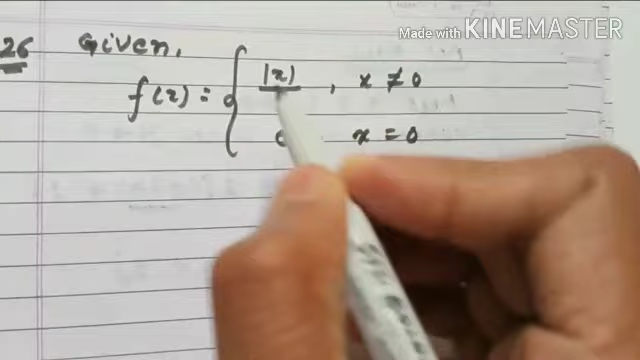 Made with KINEMASTER
26 Given,
f(x) = { |x| , x ≠ 0
x = 0